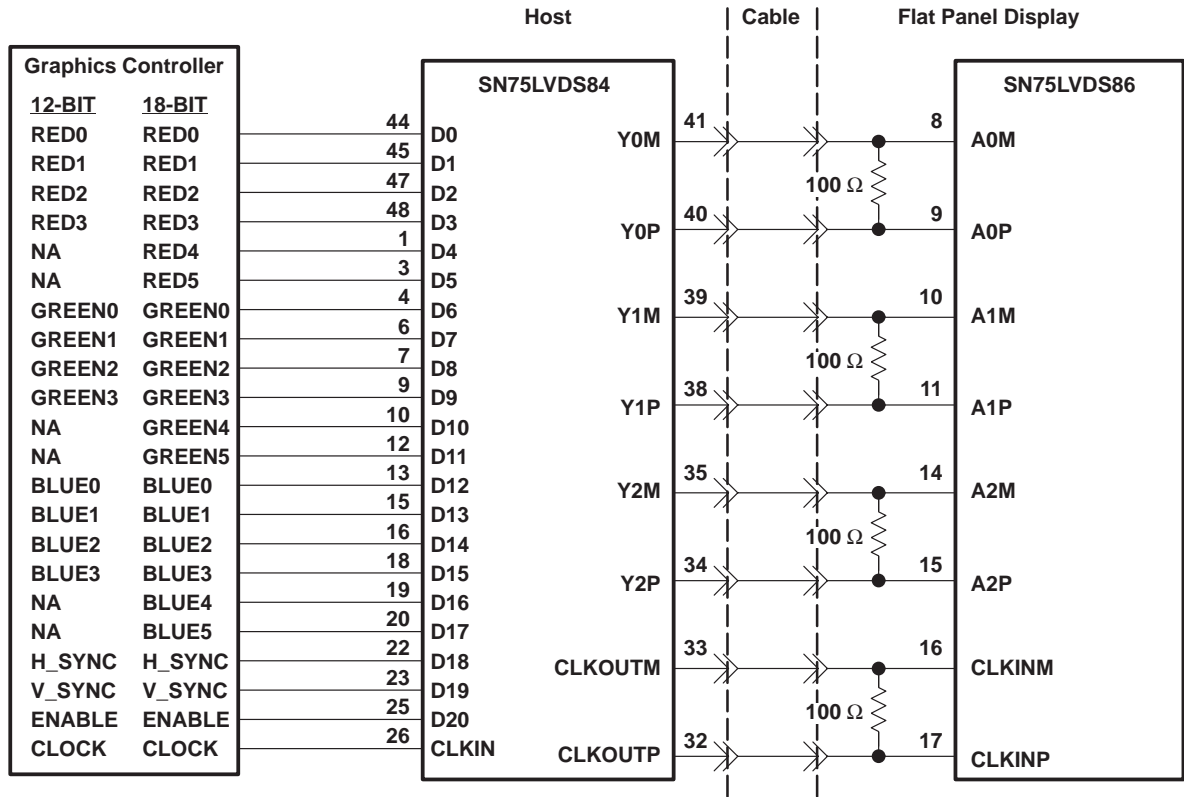 Host Cable Flat Panel Display
Graphics Controller
12-BIT 18-BIT
RED0 RED0
RED1 RED1
RED2 RED2
RED3 RED3
NA RED4
NA RED5
GREEN0 GREEN0
GREEN1 GREEN1
GREEN2 GREEN2
GREEN3 GREEN3
NA GREEN4
NA GREEN5
BLUE0 BLUE0
BLUE1 BLUE1
BLUE2 BLUE2
BLUE3 BLUE3
NA BLUE4
NA BLUE5
H_SYNC H_SYNC
V_SYNC V_SYNC
ENABLE ENABLE
CLOCK CLOCK
SN75LVDS84
44 D0
45 D1
47 D2
48 D3
1 D4
3 D5
4 D6
6 D7
7 D8
9 D9
10 D10
12 D11
13 D12
15 D13
16 D14
18 D15
19 D16
20 D17
22 D18
23 D19
25 D20
26 CLKIN
Y0M 41
Y0P 40
Y1M 39
Y1P 38
Y2M 35
Y2P 34
CLKOUTM 33
CLKOUTP 32
100 Ω
100 Ω
100 Ω
100 Ω
SN75LVDS86
8 A0M
9 A0P
10 A1M
11 A1P
14 A2M
15 A2P
16 CLKINM
17 CLKINP